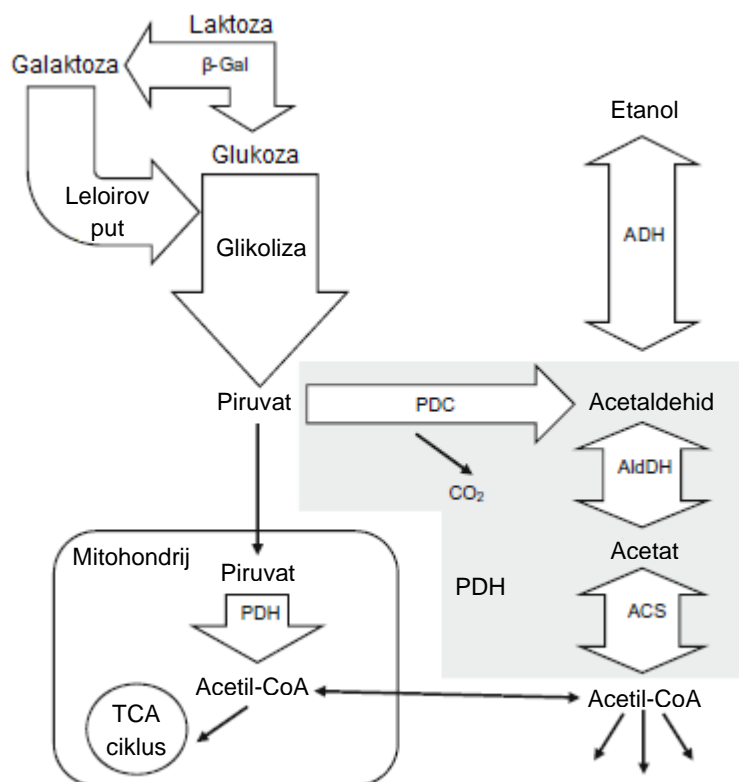 Laktoza
Galaktoza
β-Gal
Etanol
Glukoza
Leloirov
put
Glikoliza
ADH
Piruvat
PDC
Acetaldehid
CO₂
AldDH
Mitohondrij
Piruvat
Acetat
PDH
PDH
ACS
Acetil-CoA
Acetil-CoA
TCA
ciklus